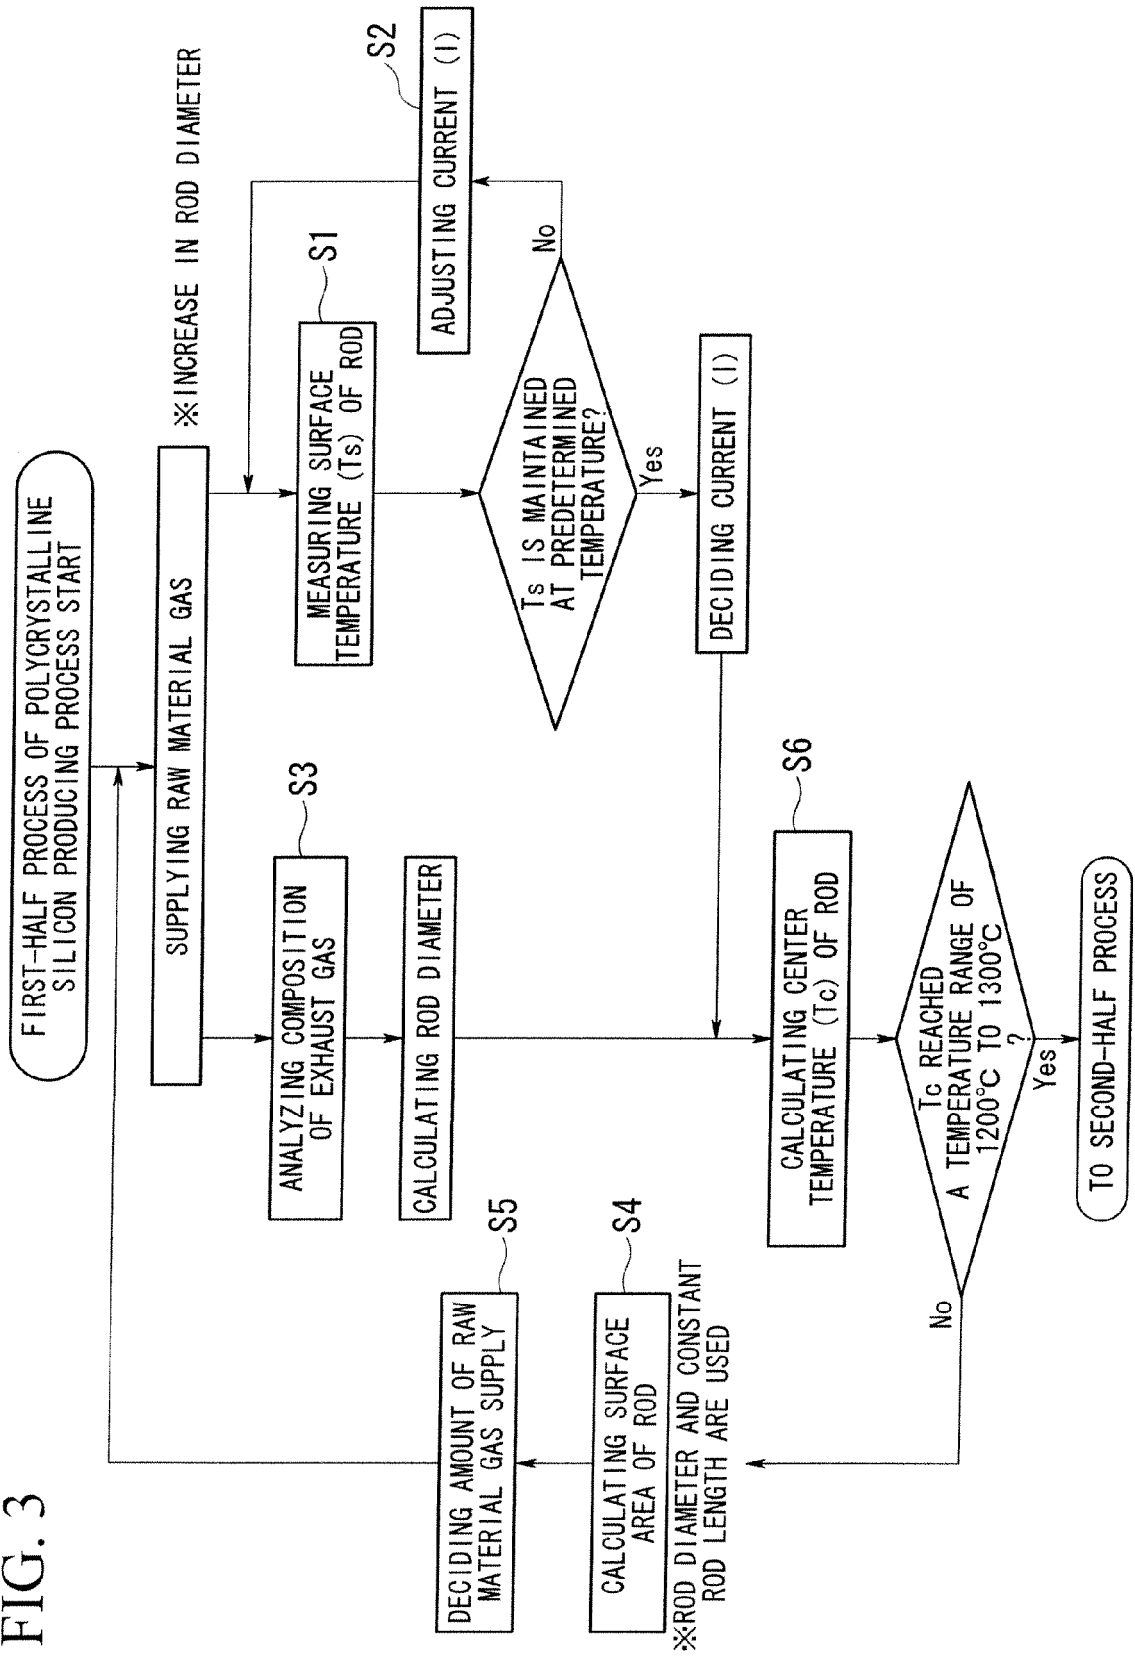 FIG. 3
FIRST-HALF PROCESS OF POLYCRYSTALLINE
SILICON PRODUCING PROCESS START
SUPPLYING RAW MATERIAL GAS
※INCREASE IN ROD DIAMETER
S3
ANALYZING COMPOSITION
OF EXHAUST GAS
CALCULATING ROD DIAMETER
S1
MEASURING SURFACE
TEMPERATURE (Ts) OF ROD
S2
ADJUSTING CURRENT (I)
Ts IS MAINTAINED
AT PREDETERMINED
TEMPERATURE?
No
Yes
DECIDING CURRENT (I)
S5
DECIDING AMOUNT OF RAW
MATERIAL GAS SUPPLY
S4
CALCULATING SURFACE
AREA OF ROD
※ROD DIAMETER AND CONSTANT
ROD LENGTH ARE USED
S6
CALCULATING CENTER
TEMPERATURE (Tc) OF ROD
Tc REACHED
A TEMPERATURE RANGE OF
1200℃ TO 1300℃
?
No
Yes
TO SECOND-HALF PROCESS